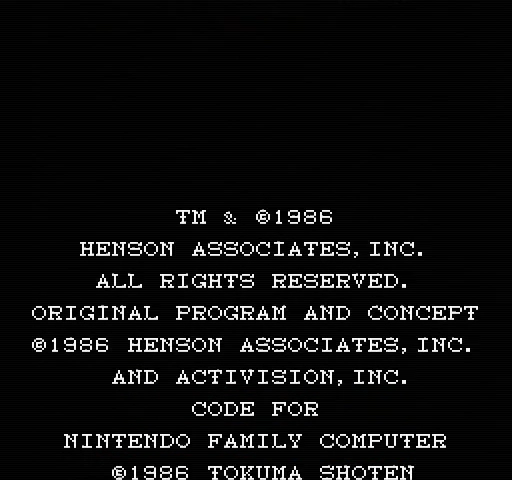 TM & ©1986
HENSON ASSOCIATES,INC.
ALL RIGHTS RESERVED.
ORIGINAL PROGRAM AND CONCEPT
©1986 HENSON ASSOCIATES,INC.
AND ACTIVISION,INC.
CODE FOR
NINTENDO FAMILY COMPUTER
©1986 TOKUMA SHOTEN